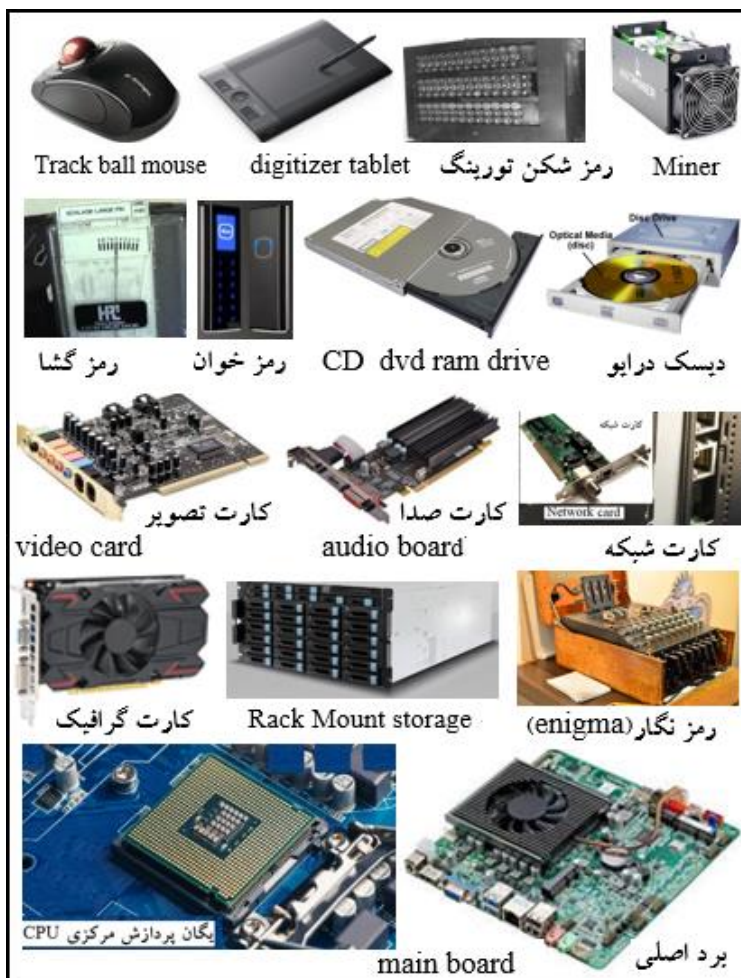 Track ball mouse
digitizer tablet
رمز شکن تورینگ
Miner
Optical Media
(disc)
Disc Drive
رمز گشا
رمز خوان
CD dvd ram drive
دیسک درایو
کارت شبکه
Network card
کارت تصویر
video card
کارت صدا
audio board
کارت شبکه
کارت گرافیک
Rack Mount storage
رمز نگار (enigma)
یگان پردازش مرکزی CPU
main board
برد اصلی